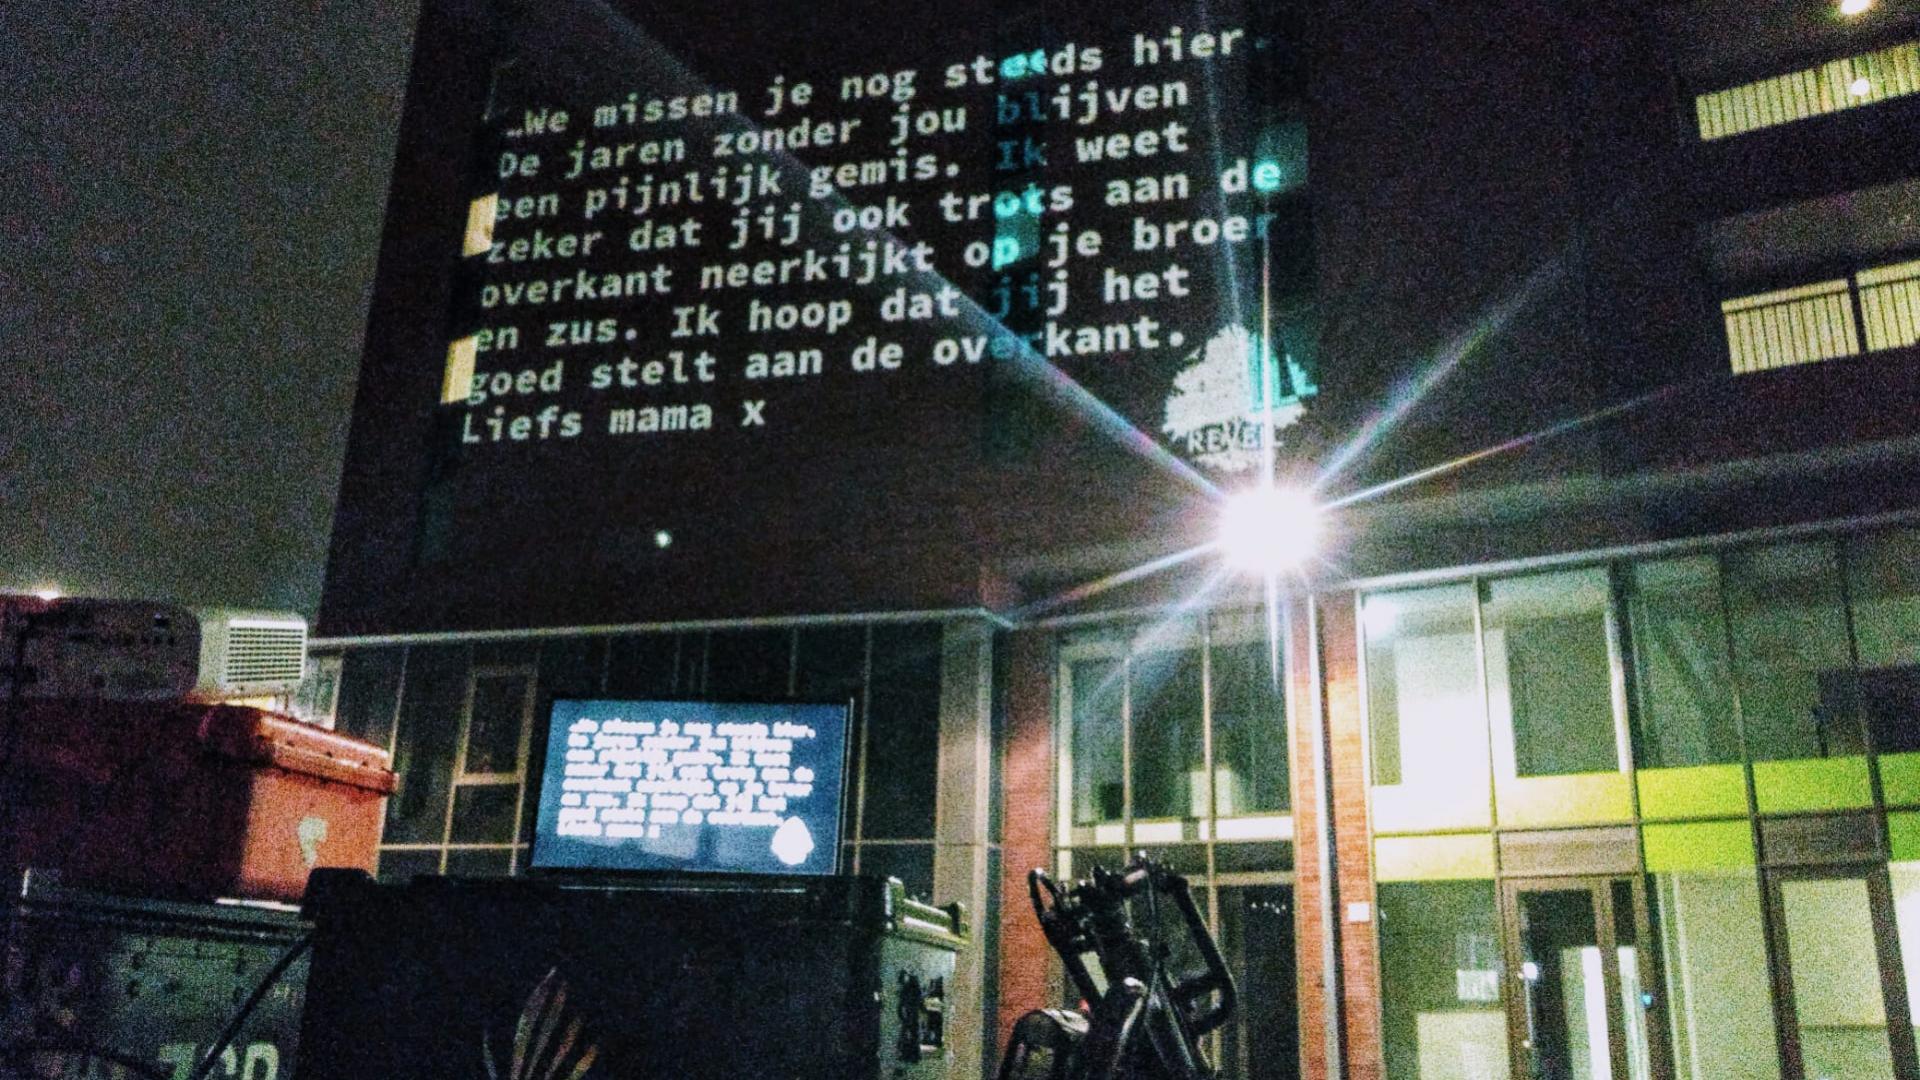 „We missen je nog steeds hier.
De jaren zonder jou blijven
een pijnlijk gemis. Ik weet
zeker dat jij ook trots aan de
overkant neerkijkt op je broer
en zus. Ik hoop dat jij het
goed stelt aan de overkant.
Liefs mama x
REVEIL